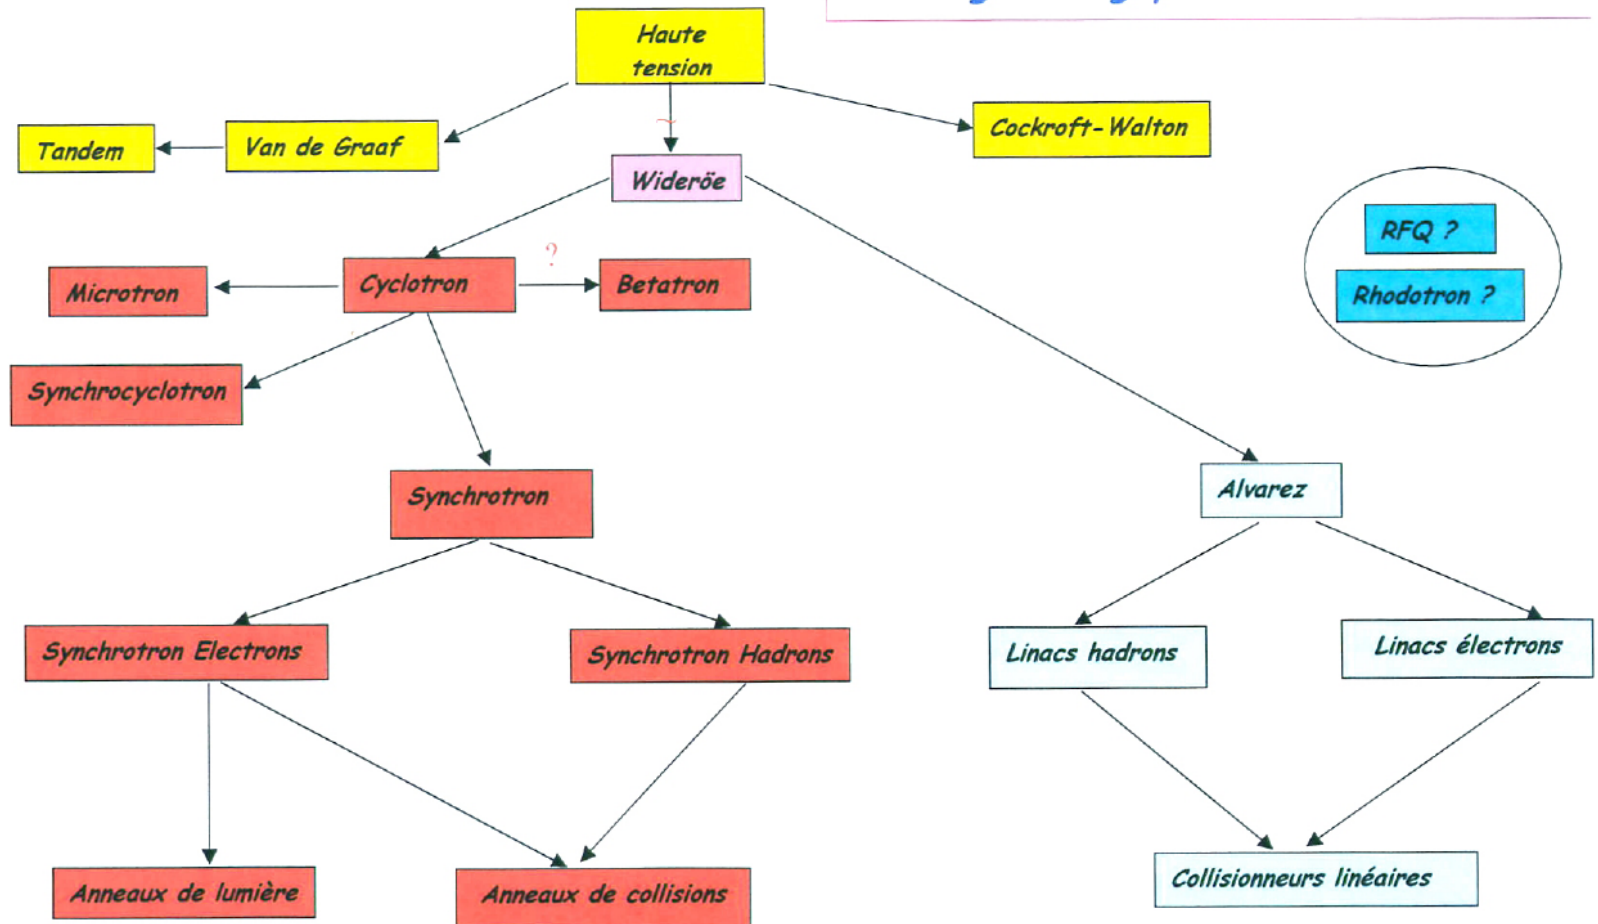 Haute
tension
Tandem
Van de Graaf
Cockroft-Walton
~
Wideröe
RFQ ?
Rhodotron ?
Microtron
Cyclotron
?
Betatron
Synchrocyclotron
Synchrotron
Alvarez
Synchrotron Electrons
Synchrotron Hadrons
Linacs hadrons
Linacs électrons
Anneaux de lumière
Anneaux de collisions
Collisionneurs linéaires